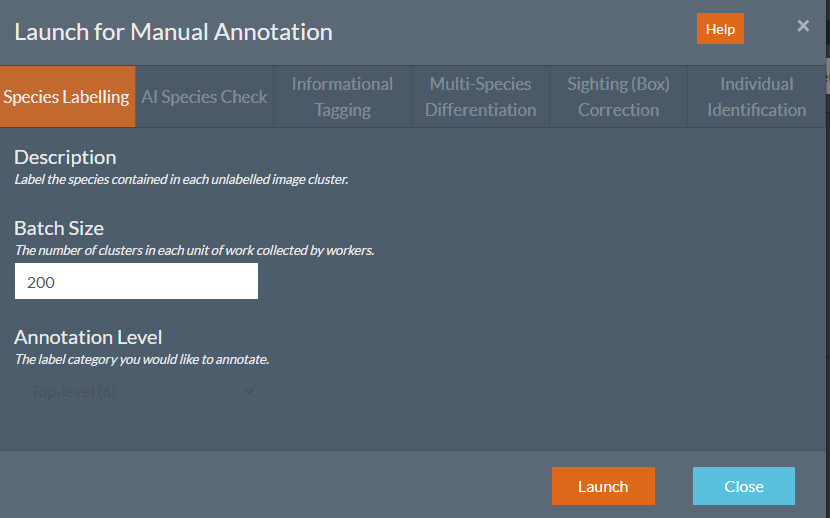 Launch for Manual Annotation
Help
×
Species Labelling
AI Species Check
Informational
Tagging
Multi-Species
Differentiation
Sighting (Box)
Correction
Individual
Identification
Description
Label the species contained in each unlabelled image cluster.
Batch Size
The number of clusters in each unit of work collected by workers.
200
Annotation Level
The label category you would like to annotate.
Top-level (6)
Launch
Close